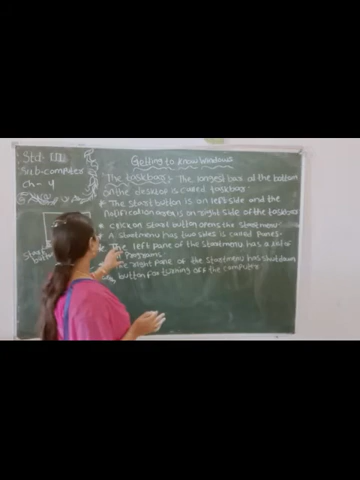 Std: III
Sub-computer
Ch- 4
Getting to know windows
The taskbar: The longest bar at the bottom
on the desktop is called taskbar.
* The start button is on left side and the
notification area is on right side of the taskbar
* Click on start button opens the start menu.
* A start menu has two sides is called panes-
The left pane of the start menu has a list of
Programs.
The right pane of the start menu has shutdown
button for turning off the computer
Start
button